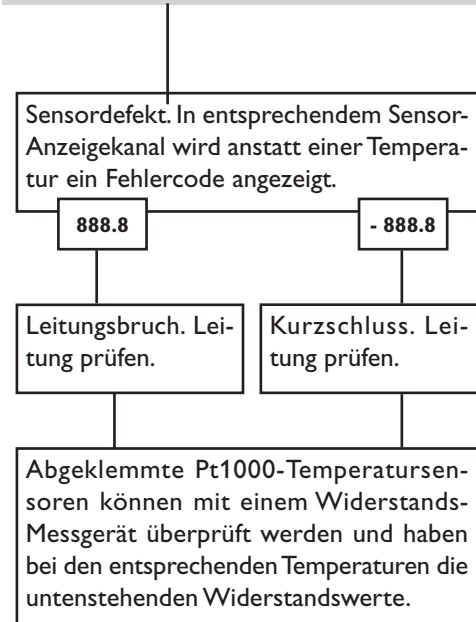 Sensordefekt. In entsprechendem Sensor-
Anzeigekanal wird anstatt einer Tempera-
tur ein Fehlercode angezeigt.
888.8
- 888.8
Leitungsbruch. Lei-
tung prüfen.
Kurzschluss. Lei-
tung prüfen.
Abgeklemmte Pt1000-Temperatursen-
soren können mit einem Widerstands-
Messgerät überprüft werden und haben
bei den entsprechenden Temperaturen die
untenstehenden Widerstandswerte.